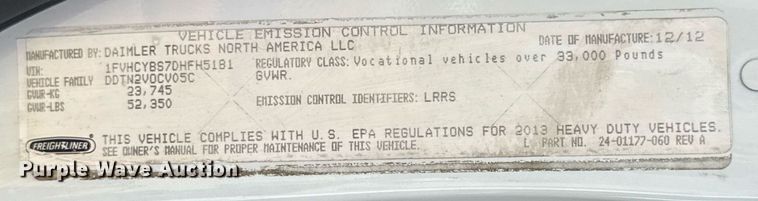 VEHICLE EMISSION CONTROL INFORMATION
MANUFACTURED BY: DAIMLER TRUCKS NORTH AMERICA LLC DATE OF MANUFACTURE: 12/12
VIN: 1FVHCYBS7DHFH5181 REGULATORY CLASS: Vocational vehicles over 33,000 Pounds
VEHICLE FAMILY DDTN2VOCV05C GVWR.
GVWR-KG 23,745
GVWR-LBS 52,350 EMISSION CONTROL IDENTIFIERS: LRRS
FREIGHTLINER THIS VEHICLE COMPLIES WITH U.S. EPA REGULATIONS FOR 2013 HEAVY DUTY VEHICLES.
SEE OWNER'S MANUAL FOR PROPER MAINTENANCE OF THIS VEHICLE. L PART NO. 24-01177-060 REV A
Purple Wave Auction